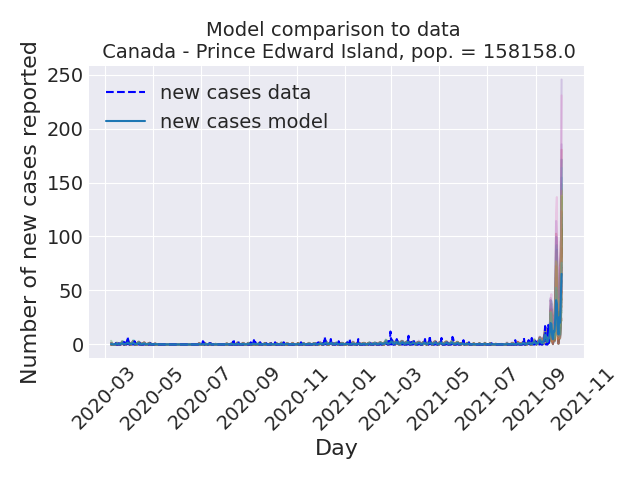 Model comparison to data
Canada - Prince Edward Island, pop. = 158158.0
Number of new cases reported
250
200
150
100
50
0
new cases data
new cases model
2020-03
2020-05
2020-07
2020-09
2020-11
2021-01
2021-03
2021-05
2021-07
2021-09
2021-11
Day